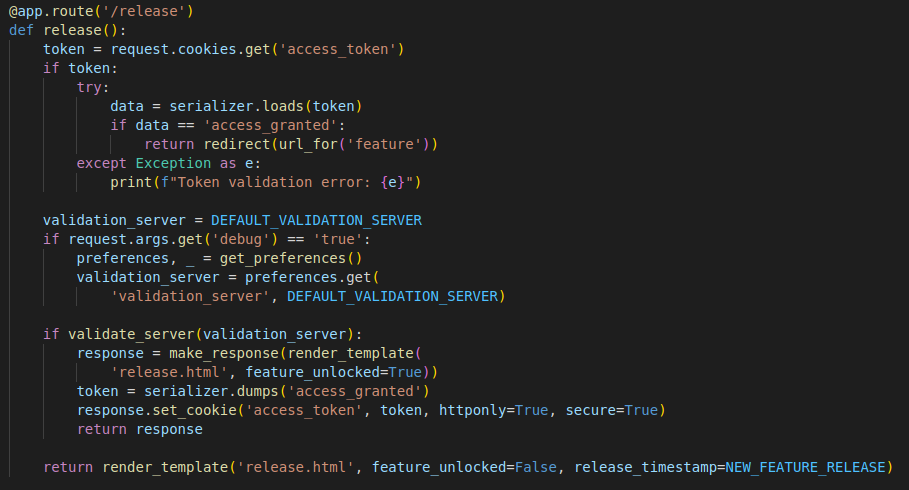 @app.route('/release')
def release():
    token = request.cookies.get('access_token')
    if token:
        try:
            data = serializer.loads(token)
            if data == 'access_granted':
                return redirect(url_for('feature'))
        except Exception as e:
            print(f"Token validation error: {e}")

    validation_server = DEFAULT_VALIDATION_SERVER
    if request.args.get('debug') == 'true':
        preferences, _ = get_preferences()
        validation_server = preferences.get(
            'validation_server', DEFAULT_VALIDATION_SERVER)

    if validate_server(validation_server):
        response = make_response(render_template(
            'release.html', feature_unlocked=True))
        token = serializer.dumps('access_granted')
        response.set_cookie('access_token', token, httponly=True, secure=True)
        return response

    return render_template('release.html', feature_unlocked=False, release_timestamp=NEW_FEATURE_RELEASE)